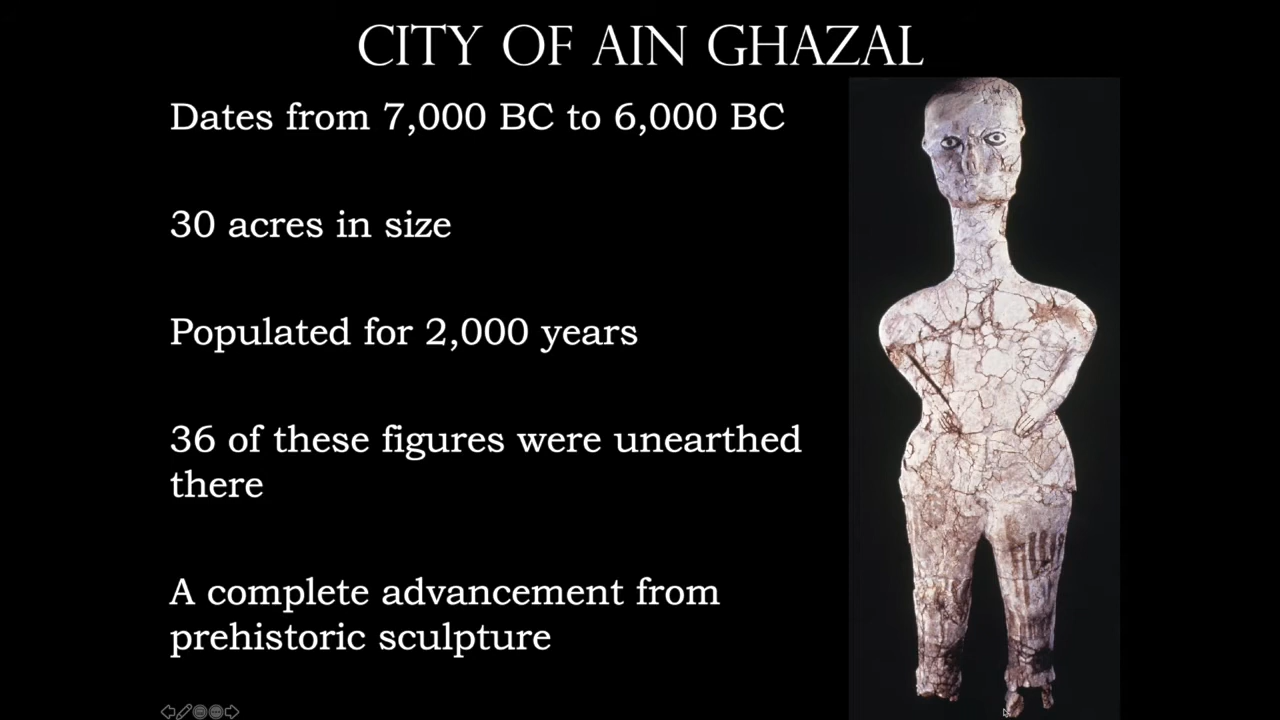 CITY OF AIN GHAZAL
Dates from 7,000 BC to 6,000 BC
30 acres in size
Populated for 2,000 years
36 of these figures were unearthed
there
A complete advancement from
prehistoric sculpture